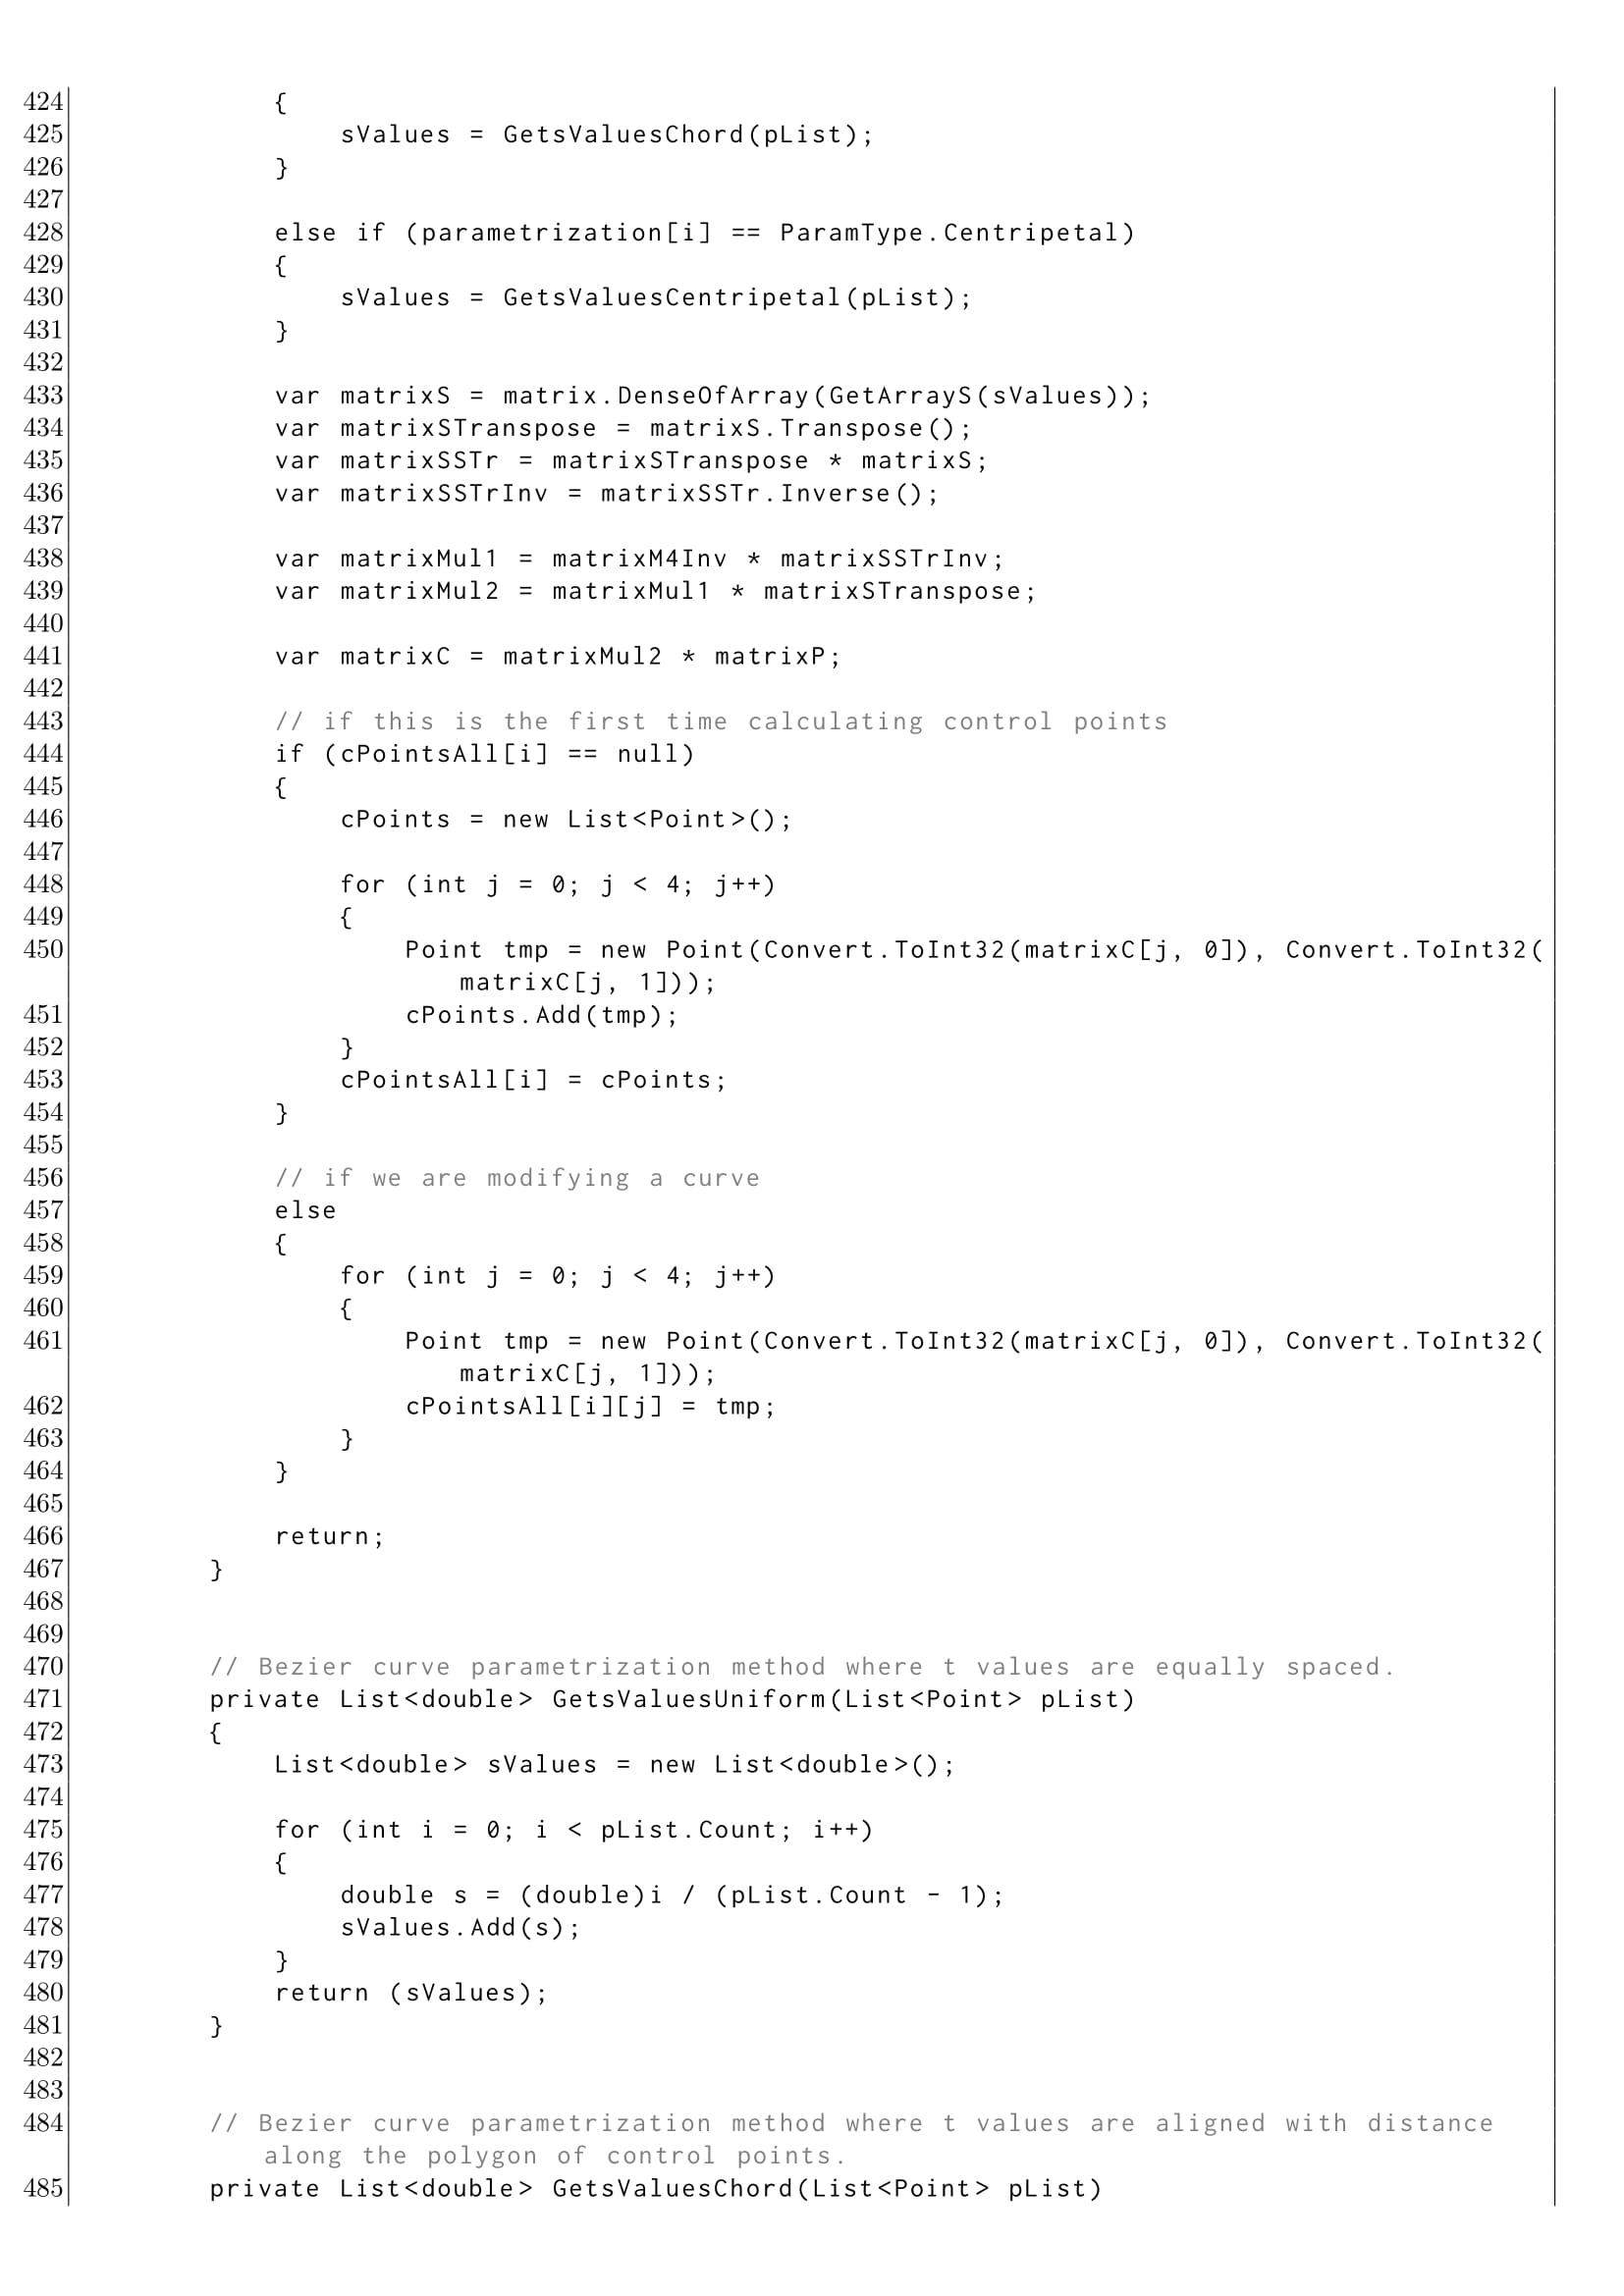 424 {
425 sValues = GetsValuesChord(pList);
426 }
427
428 else if (parametrization[i] == ParamType.Centripetal)
429 {
430 sValues = GetsValuesCentripetal(pList);
431 }
432
433 var matrixS = matrix.DenseOfArray(GetArrayS(sValues));
434 var matrixSTranspose = matrixS.Transpose();
435 var matrixSSTr = matrixSTranspose * matrixS;
436 var matrixSSTrInv = matrixSSTr.Inverse();
437
438 var matrixMul1 = matrixM4Inv * matrixSSTrInv;
439 var matrixMul2 = matrixMul1 * matrixSTranspose;
440
441 var matrixC = matrixMul2 * matrixP;
442
443 // if this is the first time calculating control points
444 if (cPointsAll[i] == null)
445 {
446 cPoints = new List<Point>();
447
448 for (int j = 0; j < 4; j++)
449 {
450 Point tmp = new Point(Convert.ToInt32(matrixC[j, 0]), Convert.ToInt32(
matrixC[j, 1]));
451 cPoints.Add(tmp);
452 }
453 cPointsAll[i] = cPoints;
454 }
455
456 // if we are modifying a curve
457 else
458 {
459 for (int j = 0; j < 4; j++)
460 {
461 Point tmp = new Point(Convert.ToInt32(matrixC[j, 0]), Convert.ToInt32(
matrixC[j, 1]));
462 cPointsAll[i][j] = tmp;
463 }
464 }
465
466 return;
467 }
468
469
470 // Bezier curve parametrization method where t values are equally spaced.
471 private List<double> GetsValuesUniform(List<Point> pList)
472 {
473 List<double> sValues = new List<double>();
474
475 for (int i = 0; i < pList.Count; i++)
476 {
477 double s = (double)i / (pList.Count - 1);
478 sValues.Add(s);
479 }
480 return (sValues);
481 }
482
483
484 // Bezier curve parametrization method where t values are aligned with distance
along the polygon of control points.
485 private List<double> GetsValuesChord(List<Point> pList)